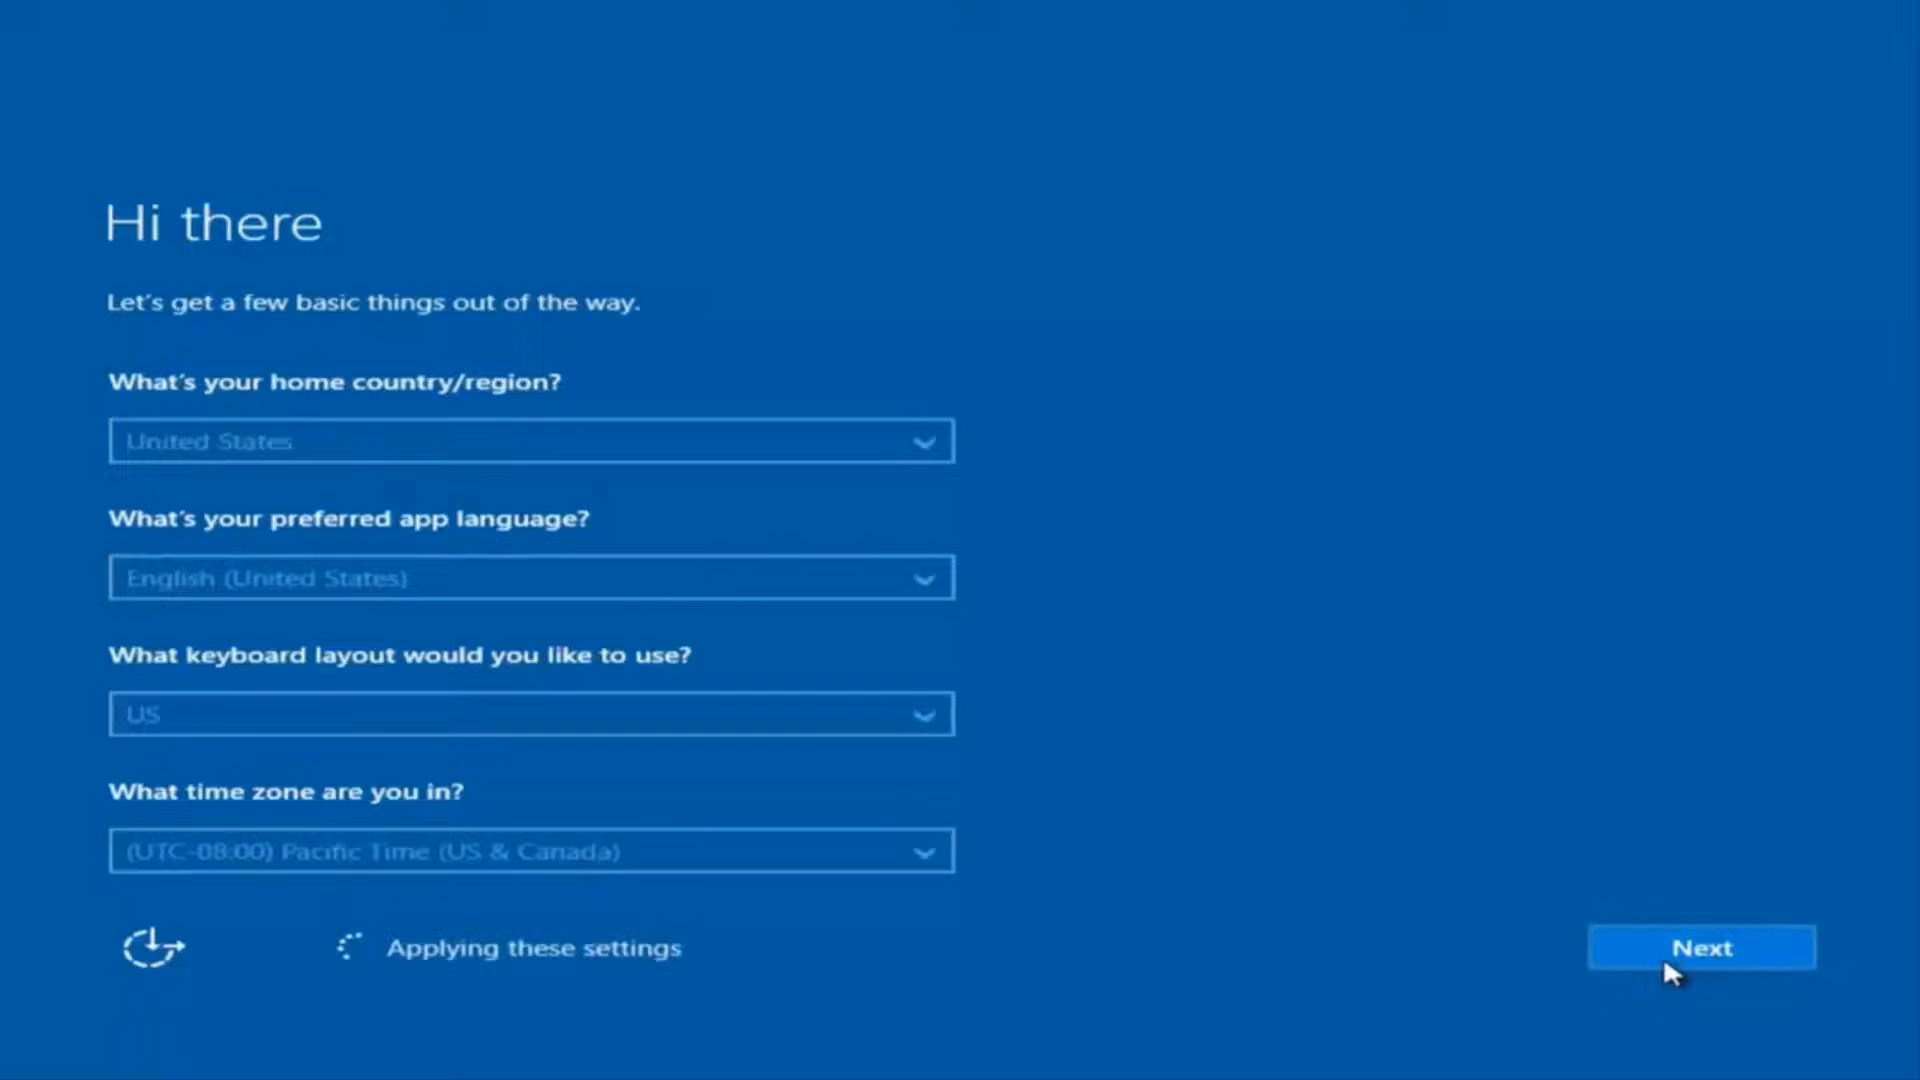 Hi there
Let's get a few basic things out of the way.
What's your home country/region?
United States
What's your preferred app language?
English (United States)
What keyboard layout would you like to use?
US
What time zone are you in?
(UTC-08:00) Pacific Time (US & Canada)
Applying these settings
Next